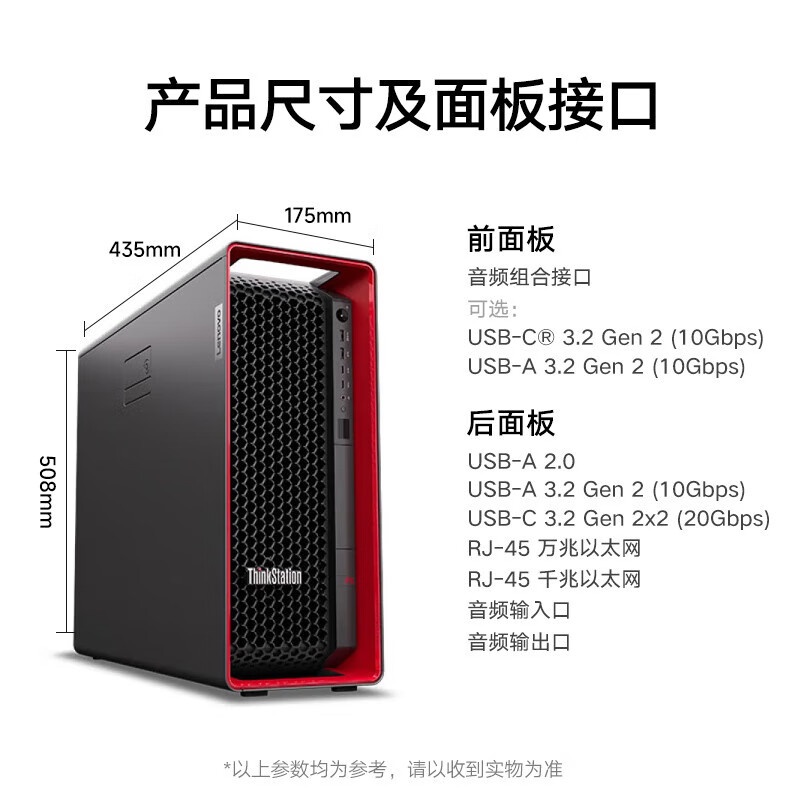 产品尺寸及面板接口
175mm
435mm
508mm
Lenovo
ThinkStation
前面板
音频组合接口
可选：
USB-C® 3.2 Gen 2 (10Gbps)
USB-A 3.2 Gen 2 (10Gbps)
后面板
USB-A 2.0
USB-A 3.2 Gen 2 (10Gbps)
USB-C 3.2 Gen 2x2 (20Gbps)
RJ-45 万兆以太网
RJ-45 千兆以太网
音频输入口
音频输出口
*以上参数均为参考，请以收到实物为准